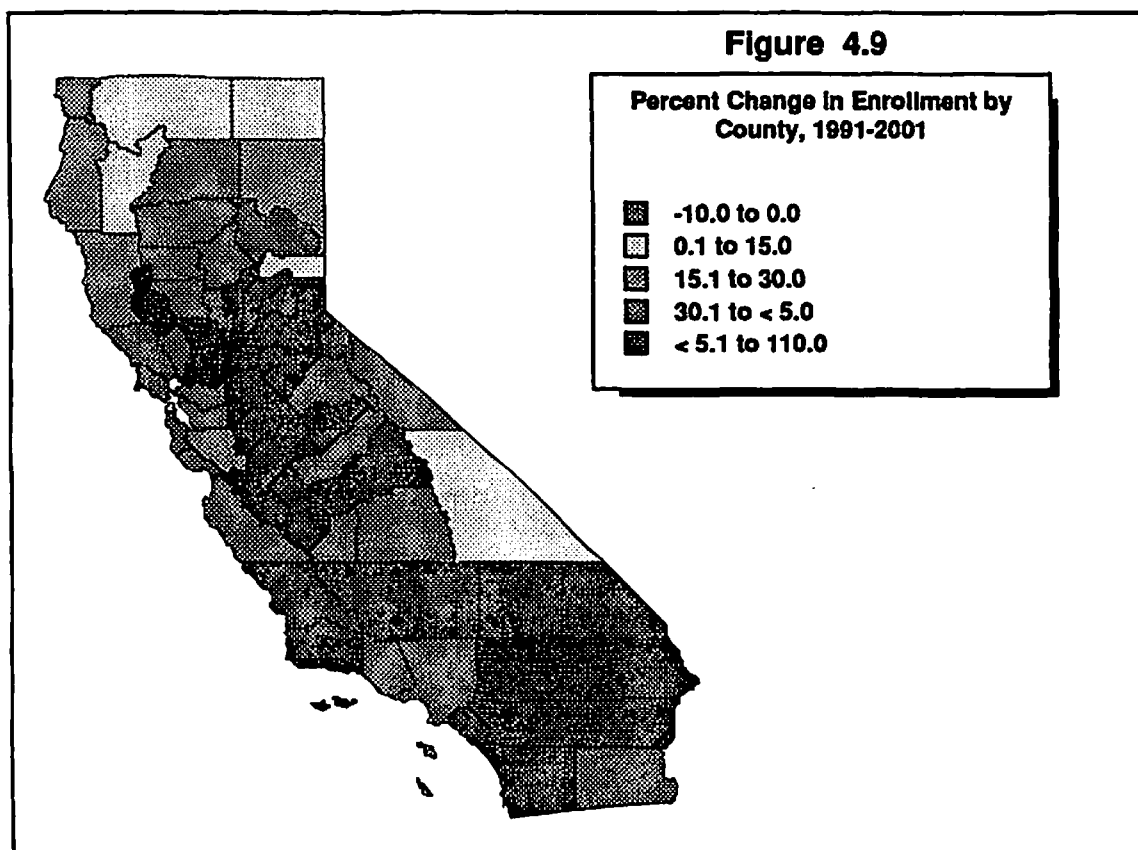 Figure 4.9
Percent Change in Enrollment by
County, 1991-2001
-10.0 to 0.0
0.1 to 15.0
15.1 to 30.0
30.1 to < 5.0
< 5.1 to 110.0